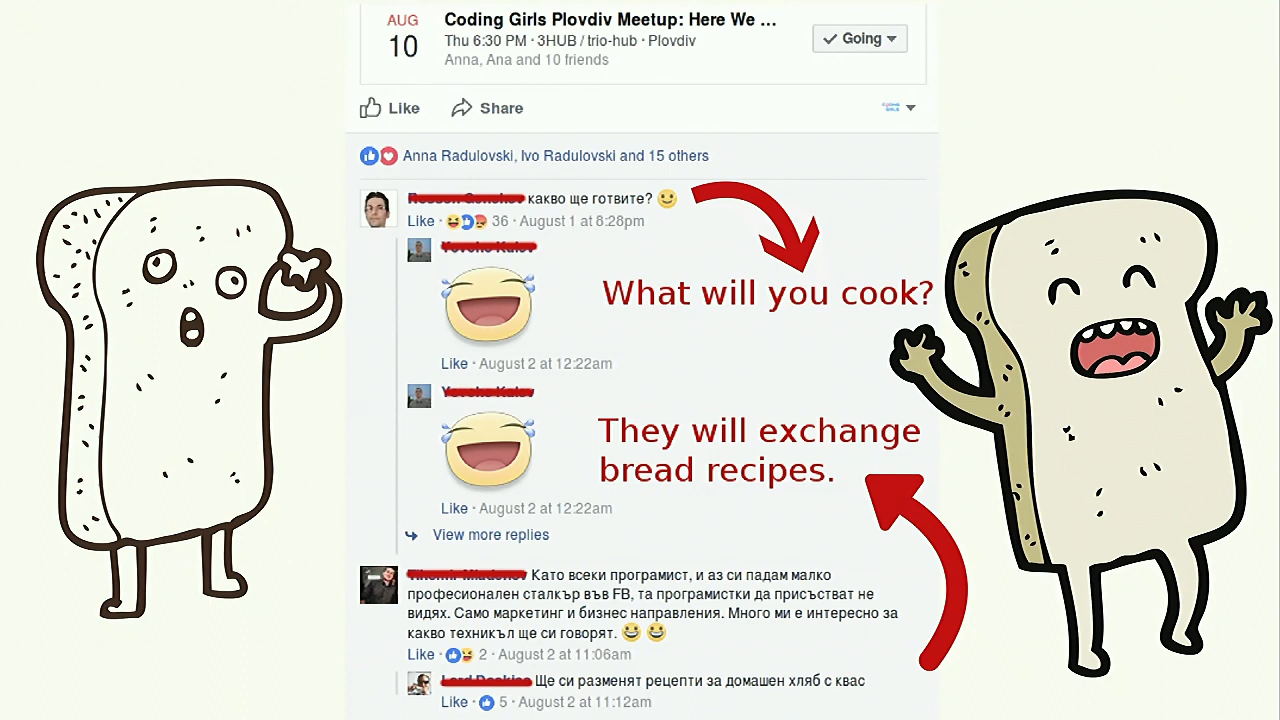 AUG
10
Coding Girls Plovdiv Meetup: Here We ...
Thu 6:30 PM · 3HUB / trio-hub · Plovdiv
Anna, Ana and 10 friends
Going
Like
Share
Anna Radulovski, Ivo Radulovski and 15 others
какво ще готвите?
Like · 36 · August 1 at 8:28pm
What will you cook?
Like · August 2 at 12:22am
They will exchange
bread recipes.
Like · August 2 at 12:22am
View more replies
Като всеки програмист, и аз си падам малко
професионален сталкър във FB, та програмистки да присъстват не
видях. Само маркетинг и бизнес направления. Много ми е интересно за
какво техникъл ще си говорят.
Like · 2 · August 2 at 11:06am
Ще си разменят рецепти за домашен хляб с квас
Like · 5 · August 2 at 11:12am